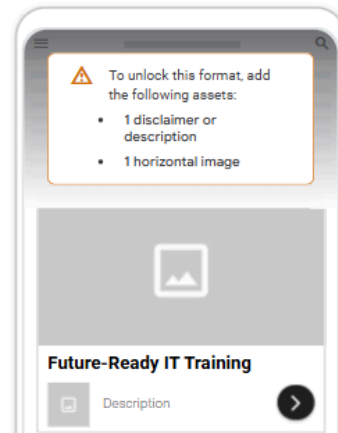 To unlock this format, add
the following assets:
• 1 disclaimer or
description
• 1 horizontal image
Future-Ready IT Training
Description